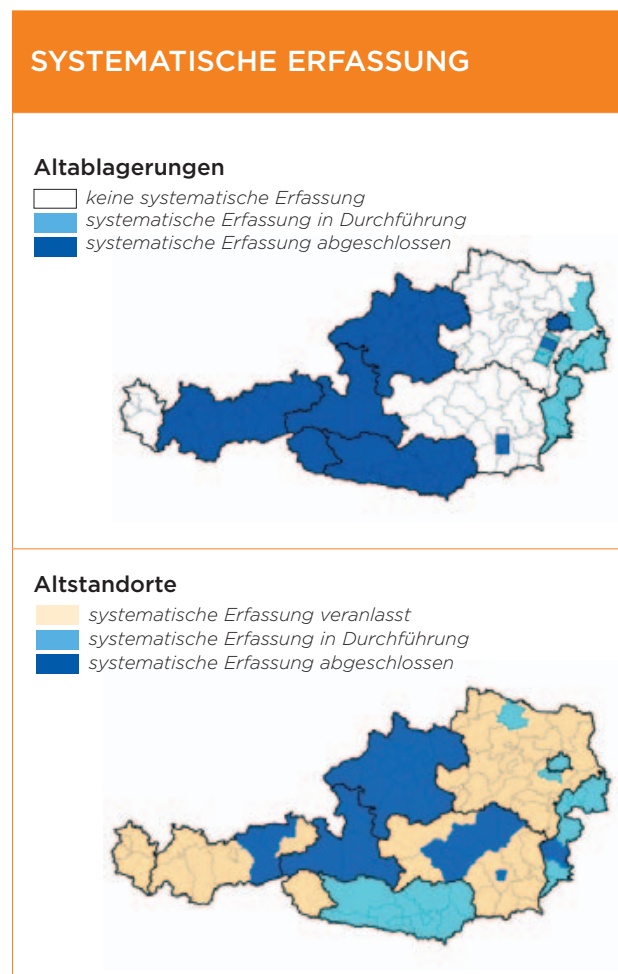 SYSTEMATISCHE ERFASSUNG
Altablagerungen
keine systematische Erfassung
systematische Erfassung in Durchführung
systematische Erfassung abgeschlossen
Altstandorte
systematische Erfassung veranlasst
systematische Erfassung in Durchführung
systematische Erfassung abgeschlossen